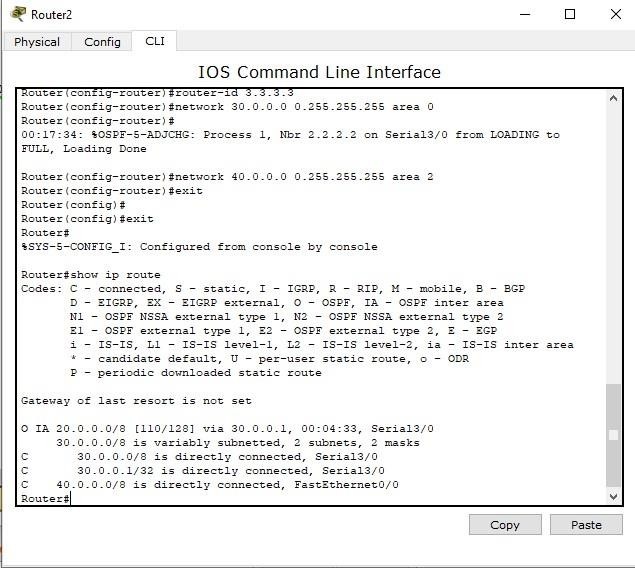 Router2
Physical Config CLI
IOS Command Line Interface
Router(config-router)#router-id 3.3.3.3
Router(config-router)#network 30.0.0.0 0.255.255.255 area 0
Router(config-router)#
00:17:34: %OSPF-5-ADJCHG: Process 1, Nbr 2.2.2.2 on Serial3/0 from LOADING to
FULL, Loading Done
Router(config-router)#network 40.0.0.0 0.255.255.255 area 2
Router(config-router)#exit
Router(config)#
Router(config)#exit
Router#
%SYS-5-CONFIG_I: Configured from console by console
Router#show ip route
Codes: C - connected, S - static, I - IGRP, R - RIP, M - mobile, B - BGP
D - EIGRP, EX - EIGRP external, O - OSPF, IA - OSPF inter area
N1 - OSPF NSSA external type 1, N2 - OSPF NSSA external type 2
E1 - OSPF external type 1, E2 - OSPF external type 2, E - EGP
i - IS-IS, L1 - IS-IS level-1, L2 - IS-IS level-2, ia - IS-IS inter area
* - candidate default, U - per-user static route, o - ODR
P - periodic downloaded static route
Gateway of last resort is not set
O IA 20.0.0.0/8 [110/128] via 30.0.0.1, 00:04:33, Serial3/0
30.0.0.0/8 is variably subnetted, 2 subnets, 2 masks
C 30.0.0.0/8 is directly connected, Serial3/0
C 30.0.0.1/32 is directly connected, Serial3/0
C 40.0.0.0/8 is directly connected, FastEthernet0/0
Router#
Copy Paste